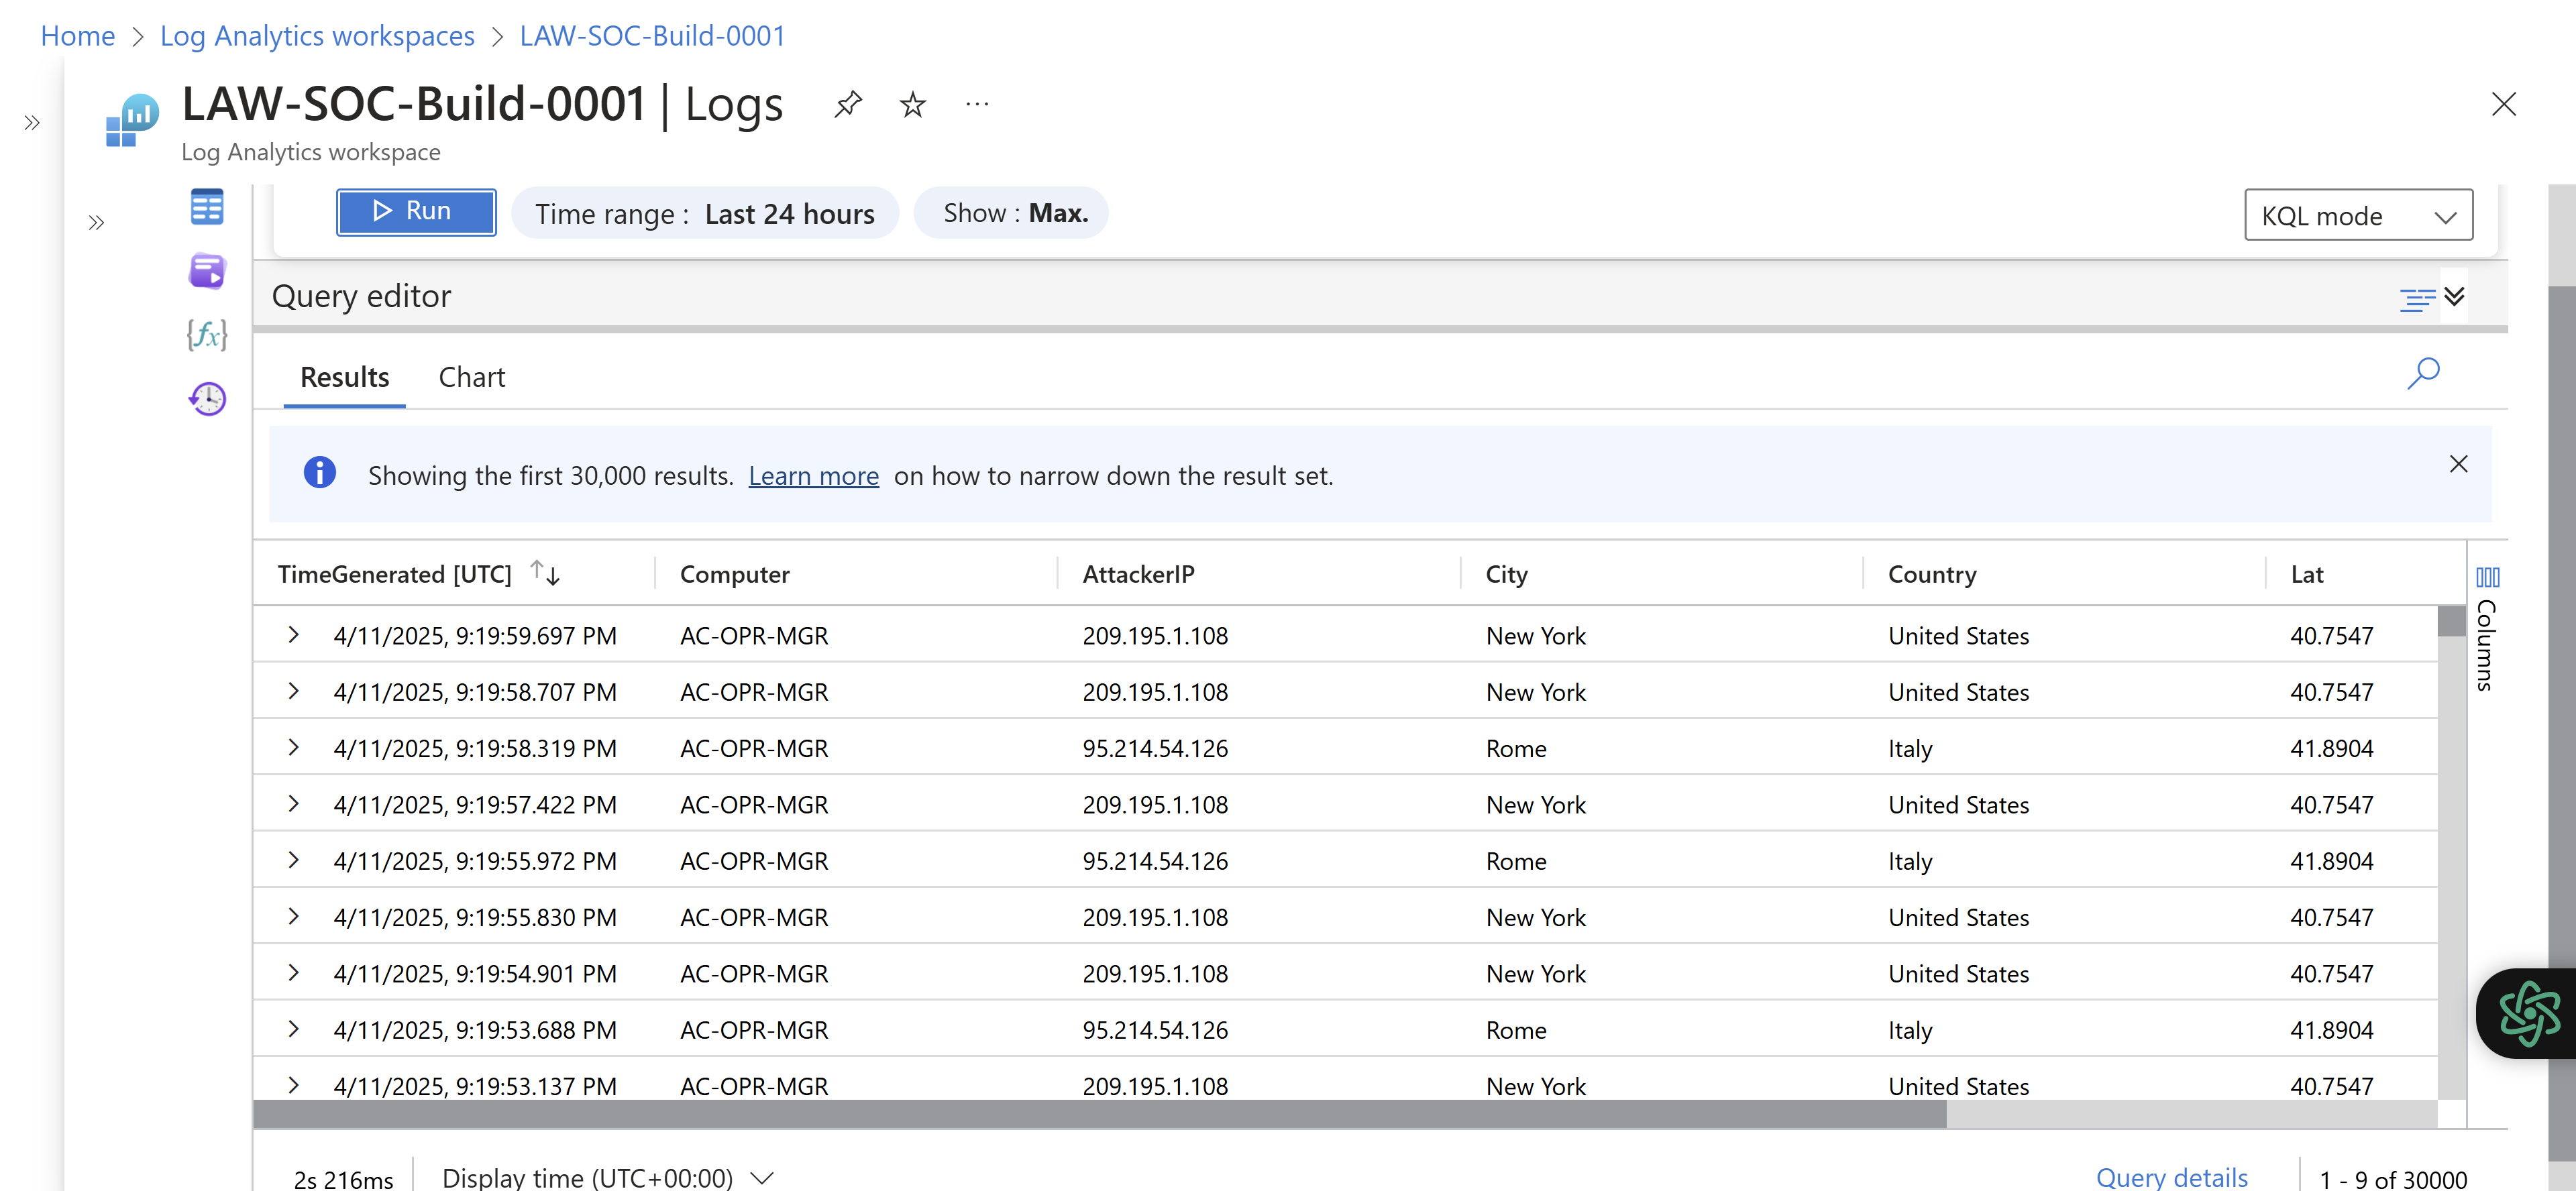 Home > Log Analytics workspaces > LAW-SOC-Build-0001
LAW-SOC-Build-0001 | Logs ...
Log Analytics workspace
Run Time range : Last 24 hours Show : Max. KQL mode
Query editor
{fx}
Results Chart
Showing the first 30,000 results. Learn more on how to narrow down the result set.
TimeGenerated [UTC] Computer AttackerIP City Country Lat
Columns
4/11/2025, 9:19:59.697 PM AC-OPR-MGR 209.195.1.108 New York United States 40.7547
4/11/2025, 9:19:58.707 PM AC-OPR-MGR 209.195.1.108 New York United States 40.7547
4/11/2025, 9:19:58.319 PM AC-OPR-MGR 95.214.54.126 Rome Italy 41.8904
4/11/2025, 9:19:57.422 PM AC-OPR-MGR 209.195.1.108 New York United States 40.7547
4/11/2025, 9:19:55.972 PM AC-OPR-MGR 95.214.54.126 Rome Italy 41.8904
4/11/2025, 9:19:55.830 PM AC-OPR-MGR 209.195.1.108 New York United States 40.7547
4/11/2025, 9:19:54.901 PM AC-OPR-MGR 209.195.1.108 New York United States 40.7547
4/11/2025, 9:19:53.688 PM AC-OPR-MGR 95.214.54.126 Rome Italy 41.8904
4/11/2025, 9:19:53.137 PM AC-OPR-MGR 209.195.1.108 New York United States 40.7547
2s 216ms Display time (UTC+00:00) Query details 1 - 9 of 30000